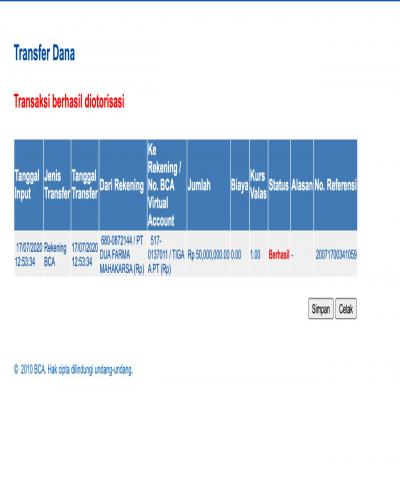 Transfer Dana
Transaksi berhasil diotorisasi
Tanggal Input
Jenis Transfer
Tanggal Transfer
Dari Rekening
Ke Rekening / No. BCA Virtual Account
Jumlah
Biaya
Kurs Valas
Status
Alasan
No. Referensi
17/07/2020 12:53:34
Rekening BCA
17/07/2020 12:53:34
680-0872144 / PT DUA FARMA MAHAKARSA (Rp)
517-0137011 / TIGA A PT (Rp)
Rp 50,000,000.00
0.00
1.00
Berhasil
-
20071700341059
Simpan
Cetak
© 2010 BCA. Hak cipta dilindungi undang-undang.